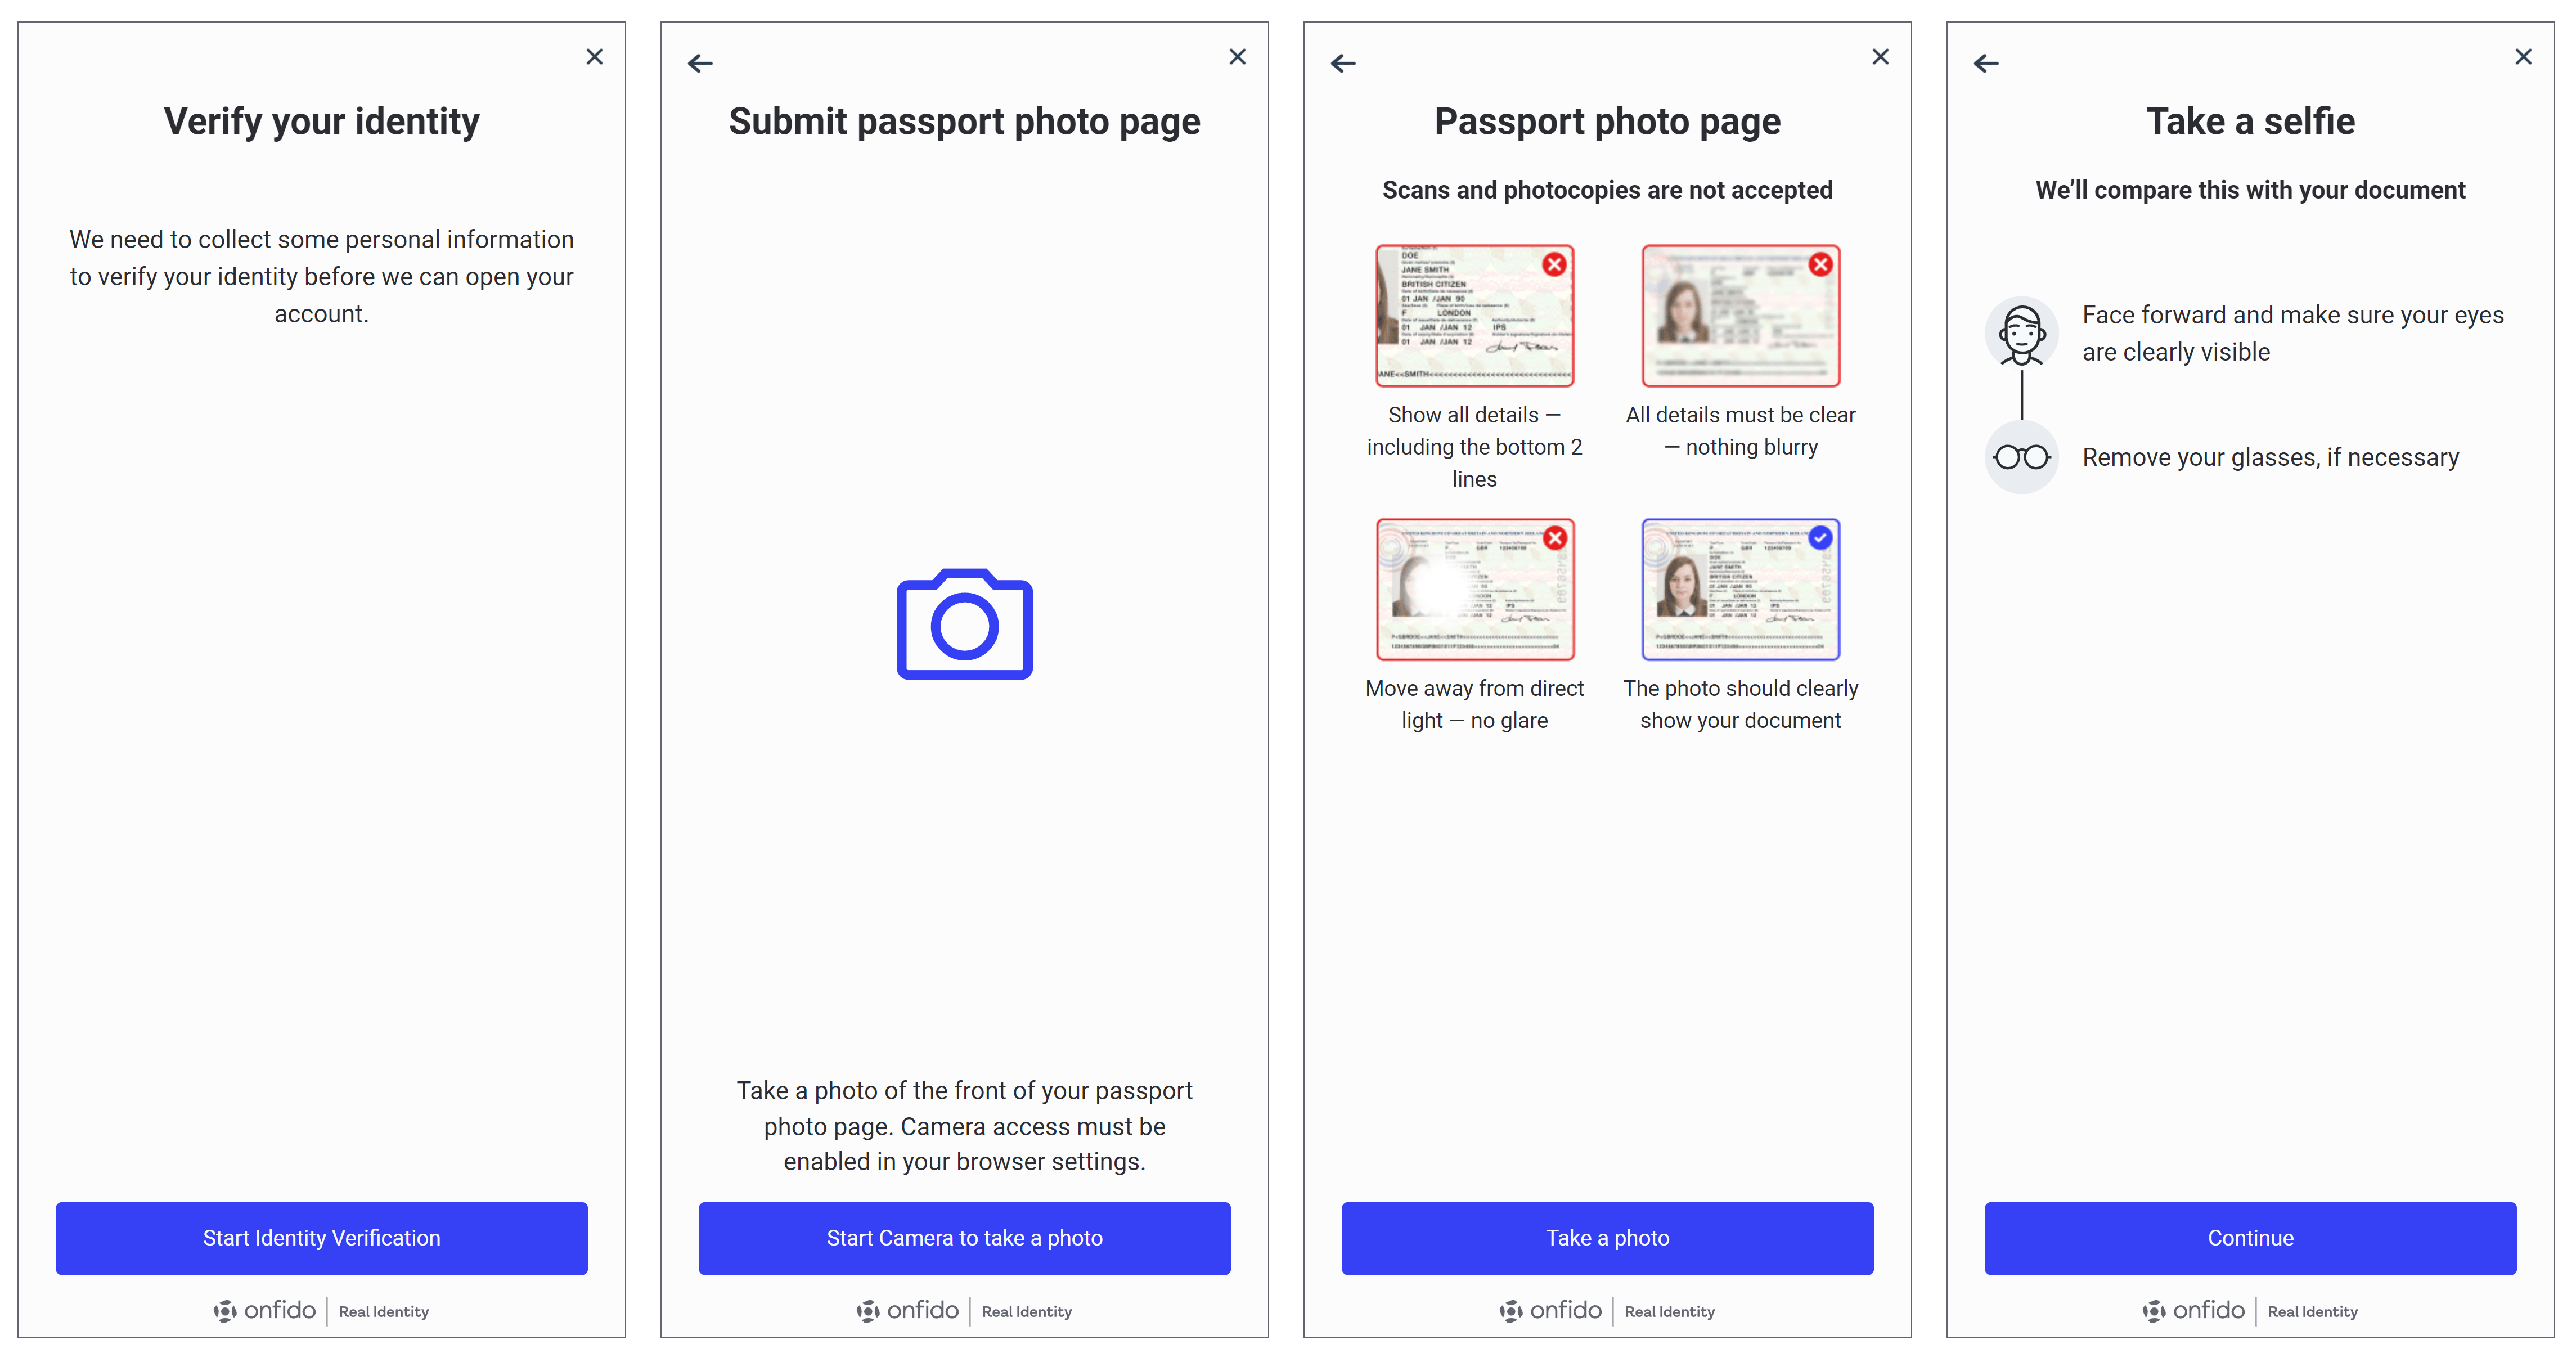 Verify your identity
We need to collect some personal information
to verify your identity before we can open your
account.
Start Identity Verification
onfido | Real Identity
Submit passport photo page
Take a photo of the front of your passport
photo page. Camera access must be
enabled in your browser settings.
Start Camera to take a photo
onfido | Real Identity
Passport photo page
Scans and photocopies are not accepted
DOE
JANE SMITH
BRITISH CITIZEN
01 JAN /JAN 90
F LONDON
01 JAN /JAN 12 IPS
01 JAN /JAN 12
ANE<<SMITH<<<<<<<<<<<<<<<<<<<<<<<<<<<
Show all details —
including the bottom 2
lines
All details must be clear
— nothing blurry
Move away from direct
light — no glare
DOE
JANE SMITH
BRITISH CITIZEN
The photo should clearly
show your document
Take a photo
onfido | Real Identity
Take a selfie
We’ll compare this with your document
Face forward and make sure your eyes
are clearly visible
Remove your glasses, if necessary
Continue
onfido | Real Identity